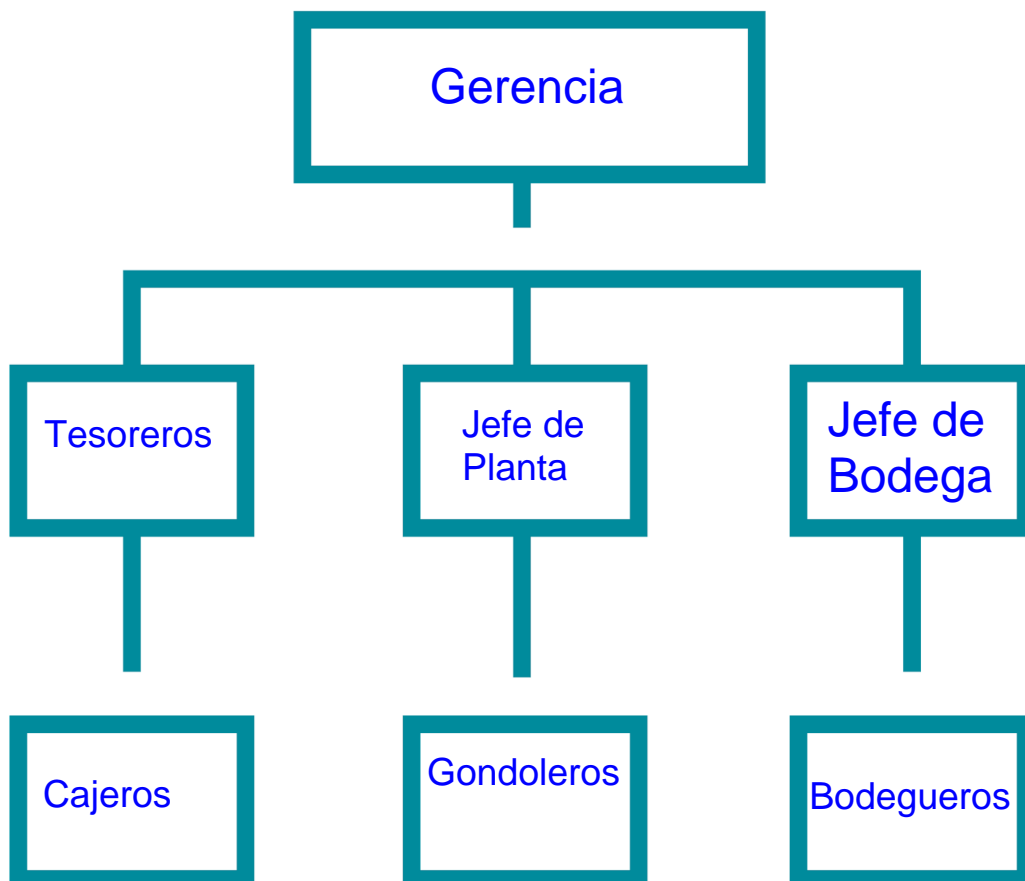 Gerencia
Tesoreros
Jefe de
Planta
Jefe de
Bodega
Cajeros
Gondoleros
Bodegueros